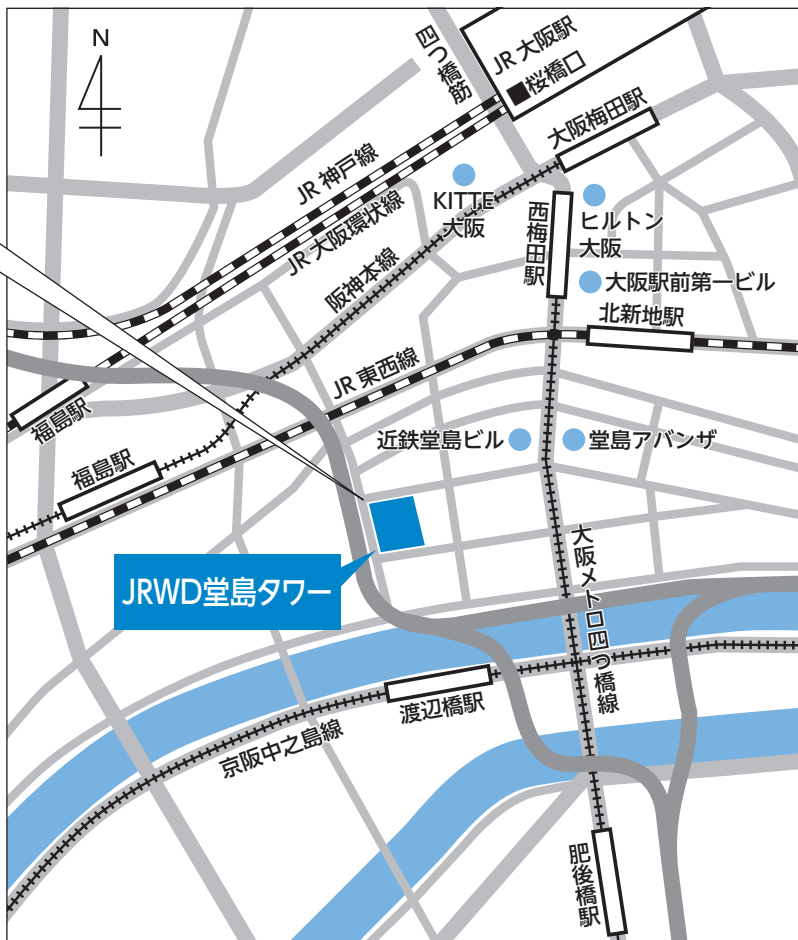 N
四つ橋筋
JR 大阪駅
桜橋口
大阪梅田駅
JR 神戸線
KITTE
大阪
ヒルトン
大阪
JR 大阪環状線
西梅田駅
阪神本線
大阪駅前第一ビル
北新地駅
JR 東西線
福島駅
近鉄堂島ビル
堂島アバンザ
福島駅
JRWD堂島タワー
大阪メトロ四つ橋線
渡辺橋駅
京阪中之島線
肥後橋駅